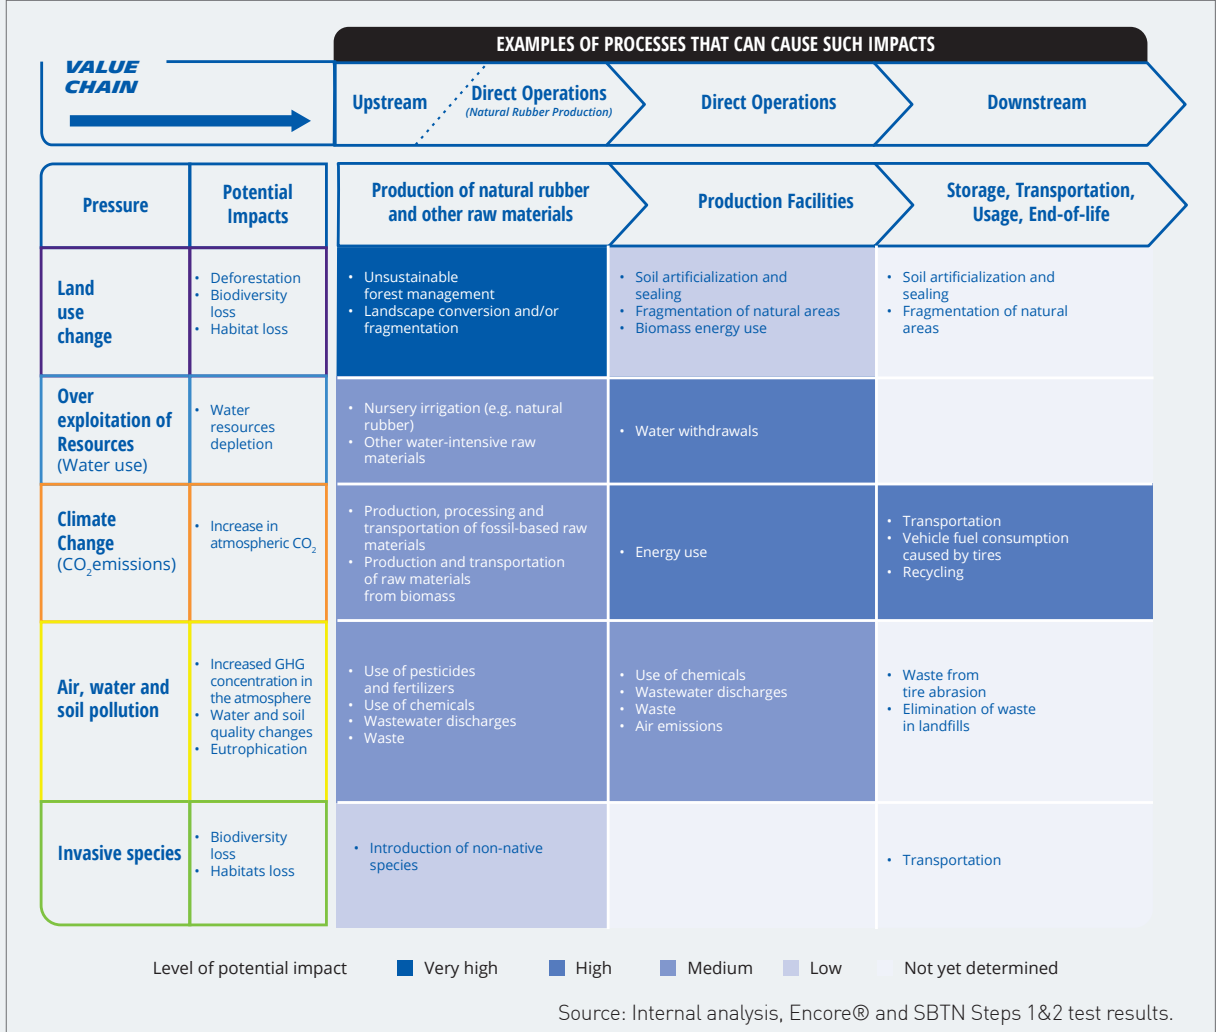 EXAMPLES OF PROCESSES THAT CAN CAUSE SUCH IMPACTS
VALUE
CHAIN
Upstream
Direct Operations
(Natural Rubber Production)
Direct Operations
Downstream
Pressure
Potential
Impacts
Production of natural rubber
and other raw materials
Production Facilities
Storage, Transportation,
Usage, End-of-life
Land
use
change
• Deforestation
• Biodiversity
loss
• Habitat loss
• Unsustainable
forest management
• Landscape conversion and/or
fragmentation
• Soil artificialization and
sealing
• Fragmentation of natural areas
• Biomass energy use
• Soil artificialization and
sealing
• Fragmentation of natural
areas
Over
exploitation of
Resources
(Water use)
• Water
resources
depletion
• Nursery irrigation (e.g. natural
rubber)
• Other water-intensive raw
materials
• Water withdrawals
Climate
Change
(CO₂emissions)
• Increase in
atmospheric CO₂
• Production, processing and
transportation of fossil-based raw
materials
• Production and transportation
of raw materials
from biomass
• Energy use
• Transportation
• Vehicle fuel consumption
caused by tires
• Recycling
Air, water and
soil pollution
• Increased GHG
concentration in
the atmosphere
• Water and soil
quality changes
• Eutrophication
• Use of pesticides
and fertilizers
• Use of chemicals
• Wastewater discharges
• Waste
• Use of chemicals
• Wastewater discharges
• Waste
• Air emissions
• Waste from
tire abrasion
• Elimination of waste
in landfills
Invasive species
• Biodiversity
loss
• Habitats loss
• Introduction of non-native
species
• Transportation
Level of potential impact
Very high
High
Medium
Low
Not yet determined
Source: Internal analysis, Encore® and SBTN Steps 1&2 test results.